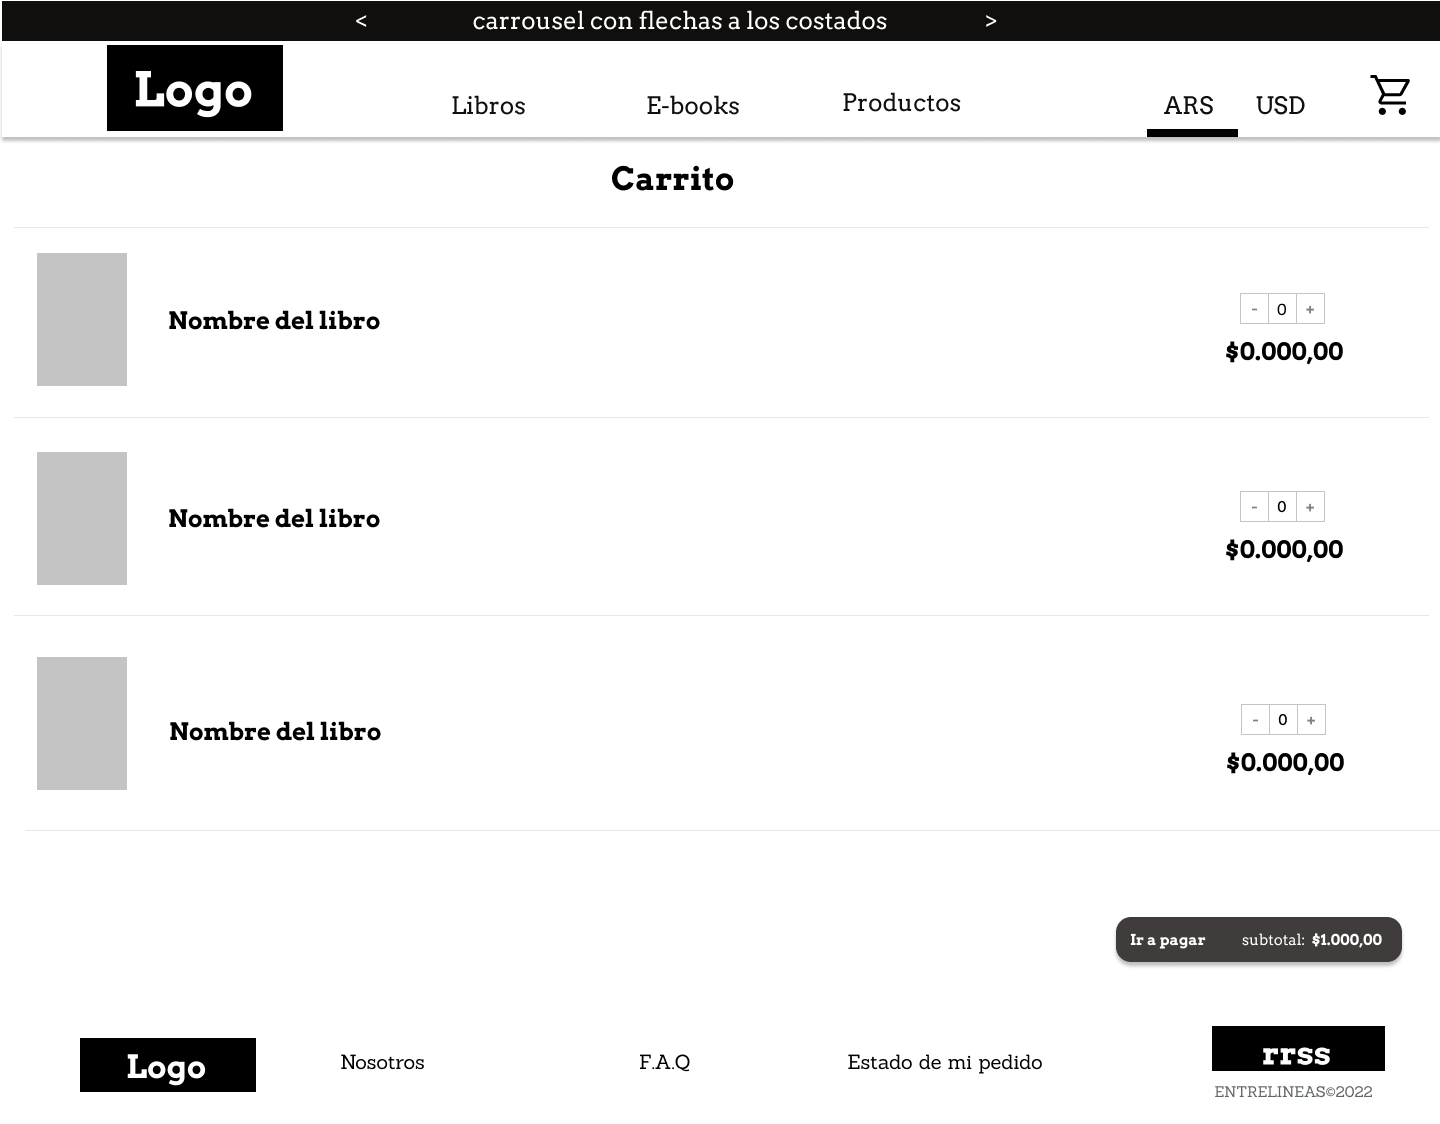 < carrousel con flechas a los costados >
Logo
Libros E-books Productos ARS USD
Carrito
Nombre del libro
- 0 +
$0.000,00
Nombre del libro
- 0 +
$0.000,00
Nombre del libro
- 0 +
$0.000,00
Ir a pagar subtotal: $1.000,00
Logo Nosotros F.A.Q Estado de mi pedido rrss
ENTRELINEAS©2022